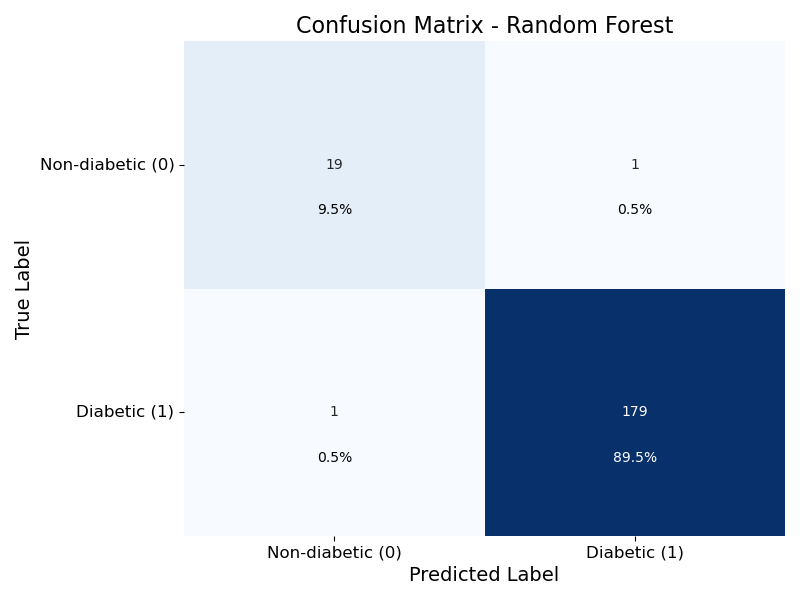 Confusion Matrix - Random Forest
Non-diabetic (0)
19
1
9.5%
0.5%
True Label
Diabetic (1)
1
179
0.5%
89.5%
Non-diabetic (0)
Diabetic (1)
Predicted Label